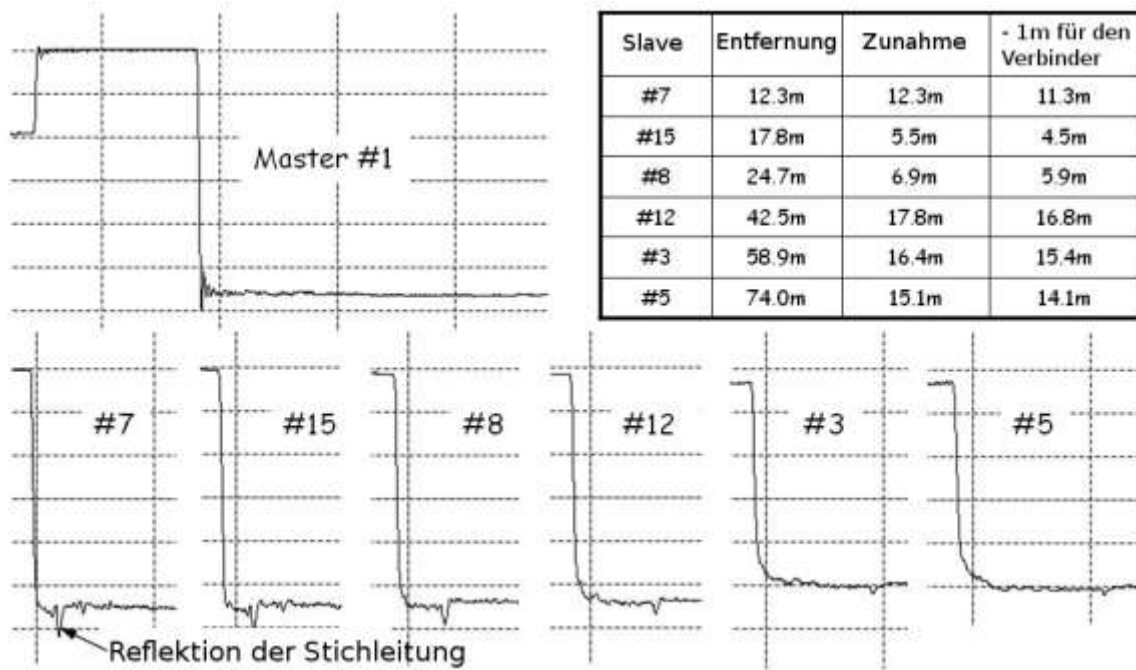 Master #1
Slave Entfernung Zunahme - 1m für den Verbinder
#7 12.3m 12.3m 11.3m
#15 17.8m 5.5m 4.5m
#8 24.7m 6.9m 5.9m
#12 42.5m 17.8m 16.8m
#3 58.9m 16.4m 15.4m
#5 74.0m 15.1m 14.1m
#7 #15 #8 #12 #3 #5
Reflektion der Stichleitung